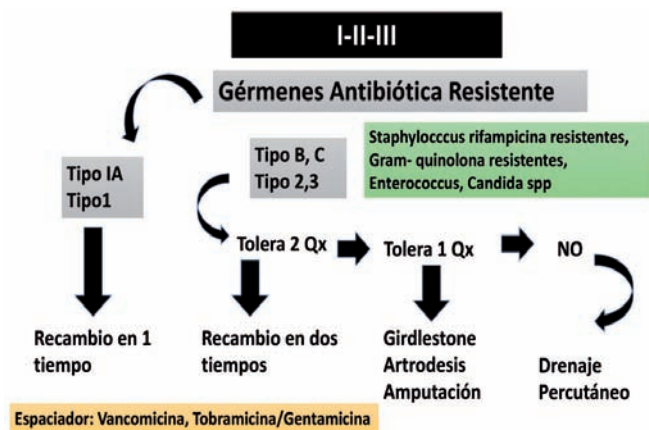 I-II-III
Gérmenes Antibiótica Resistente
Staphylocccus rifampicina resistentes,
Gram- quinolona resistentes,
Enterococcus, Candida spp
Tipo IA
Tipo1
Tipo B, C
Tipo 2,3
Tolera 2 Qx
Tolera 1 Qx
NO
Recambio en 1
tiempo
Recambio en dos
tiempos
Girdlestone
Artrodesis
Amputación
Drenaje
Percutáneo
Espaciador: Vancomicina, Tobramicina/Gentamicina